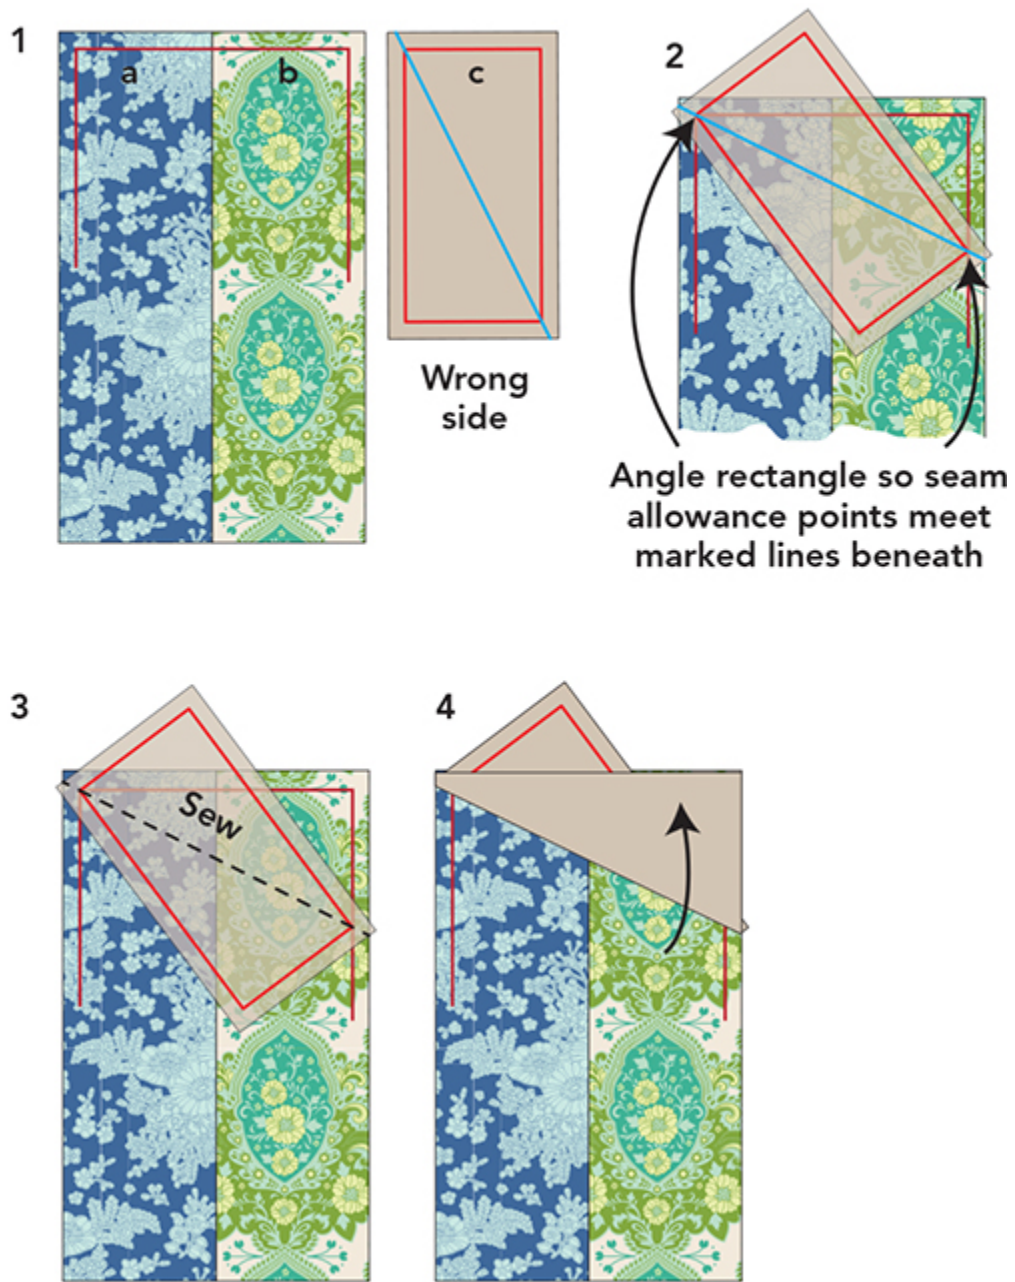 1
a
b
c
Wrong
side
2
Angle rectangle so seam
allowance points meet
marked lines beneath
3
Sew
4